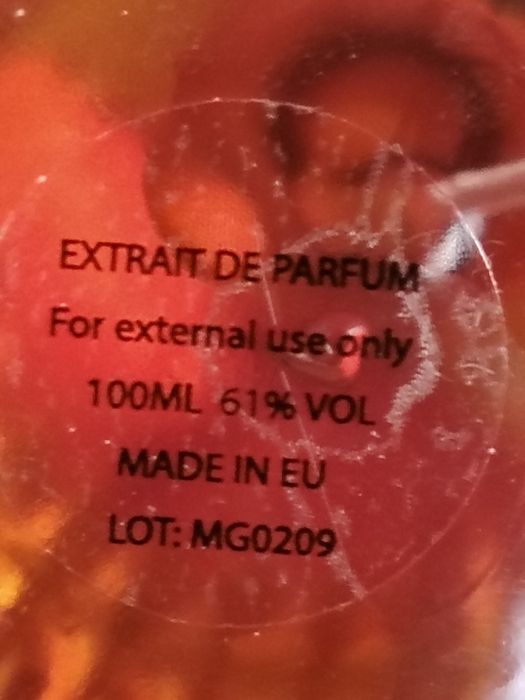 EXTRAIT DE PARFUM
For external use only
100ML 61% VOL
MADE IN EU
LOT: MG0209